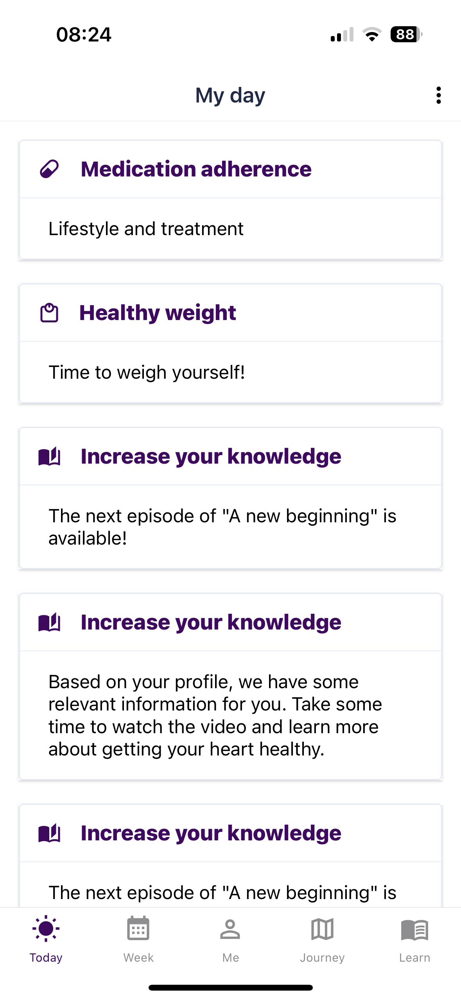 08:24
88
My day
Medication adherence
Lifestyle and treatment
Healthy weight
Time to weigh yourself!
Increase your knowledge
The next episode of "A new beginning" is
available!
Increase your knowledge
Based on your profile, we have some
relevant information for you. Take some
time to watch the video and learn more
about getting your heart healthy.
Increase your knowledge
The next episode of "A new beginning" is
Today
Week
Me
Journey
Learn